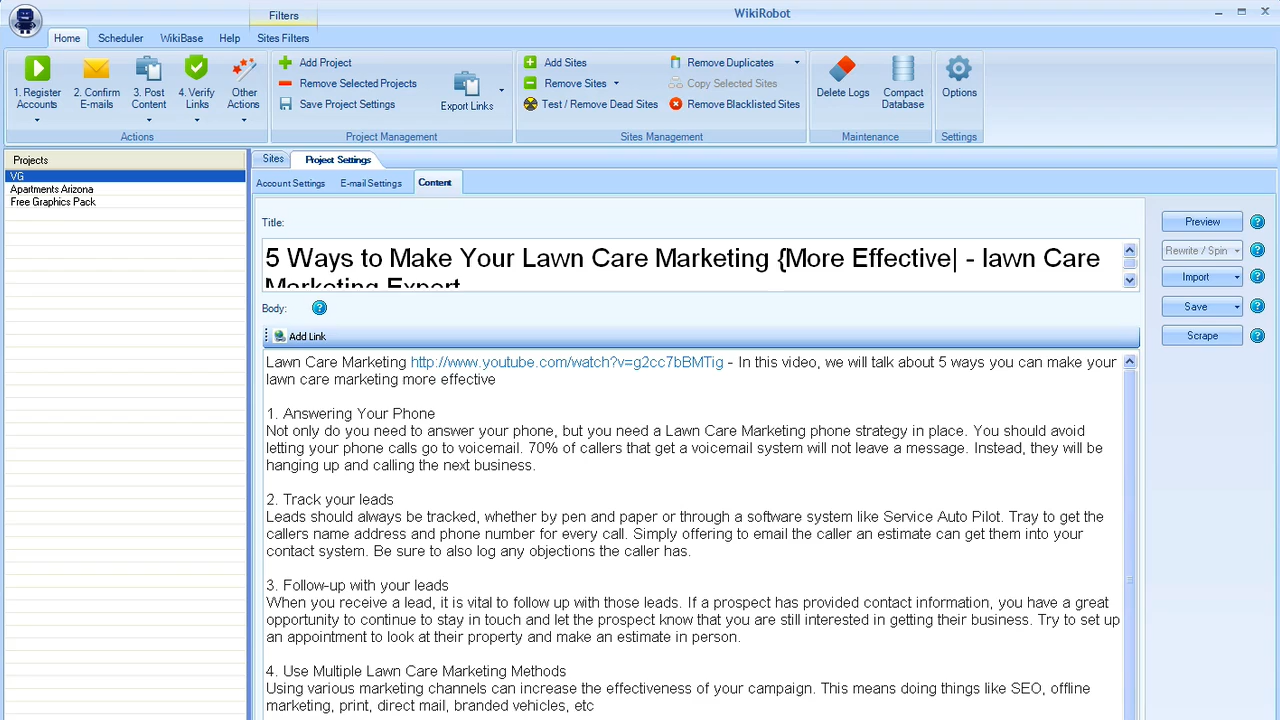 Filters
WikiRobot
Home
Scheduler
WikiBase
Help
Sites Filters
1. Register Accounts
2. Confirm E-mails
3. Post Content
4. Verify Links
Other Actions
Actions
Add Project
Remove Selected Projects
Save Project Settings
Export Links
Project Management
Add Sites
Remove Sites
Test / Remove Dead Sites
Remove Duplicates
Copy Selected Sites
Remove Blacklisted Sites
Sites Management
Delete Logs
Compact Database
Maintenance
Options
Settings
Projects
VG
Apartments Arizona
Free Graphics Pack
Sites
Project Settings
Account Settings
E-mail Settings
Content
Title:
5 Ways to Make Your Lawn Care Marketing {More Effective| - lawn Care
Marketing Expert
Body:
Add Link
Lawn Care Marketing http://www.youtube.com/watch?v=g2cc7bBMTig - In this video, we will talk about 5 ways you can make your
lawn care marketing more effective
1. Answering Your Phone
Not only do you need to answer your phone, but you need a Lawn Care Marketing phone strategy in place. You should avoid
letting your phone calls go to voicemail. 70% of callers that get a voicemail system will not leave a message. Instead, they will be
hanging up and calling the next business.
2. Track your leads
Leads should always be tracked, whether by pen and paper or through a software system like Service Auto Pilot. Tray to get the
callers name address and phone number for every call. Simply offering to email the caller an estimate can get them into your
contact system. Be sure to also log any objections the caller has.
3. Follow-up with your leads
When you receive a lead, it is vital to follow up with those leads. If a prospect has provided contact information, you have a great
opportunity to continue to stay in touch and let the prospect know that you are still interested in getting their business. Try to set up
an appointment to look at their property and make an estimate in person.
4. Use Multiple Lawn Care Marketing Methods
Using various marketing channels can increase the effectiveness of your campaign. This means doing things like SEO, offline
marketing, print, direct mail, branded vehicles, etc
Preview
Rewrite / Spin
Import
Save
Scrape